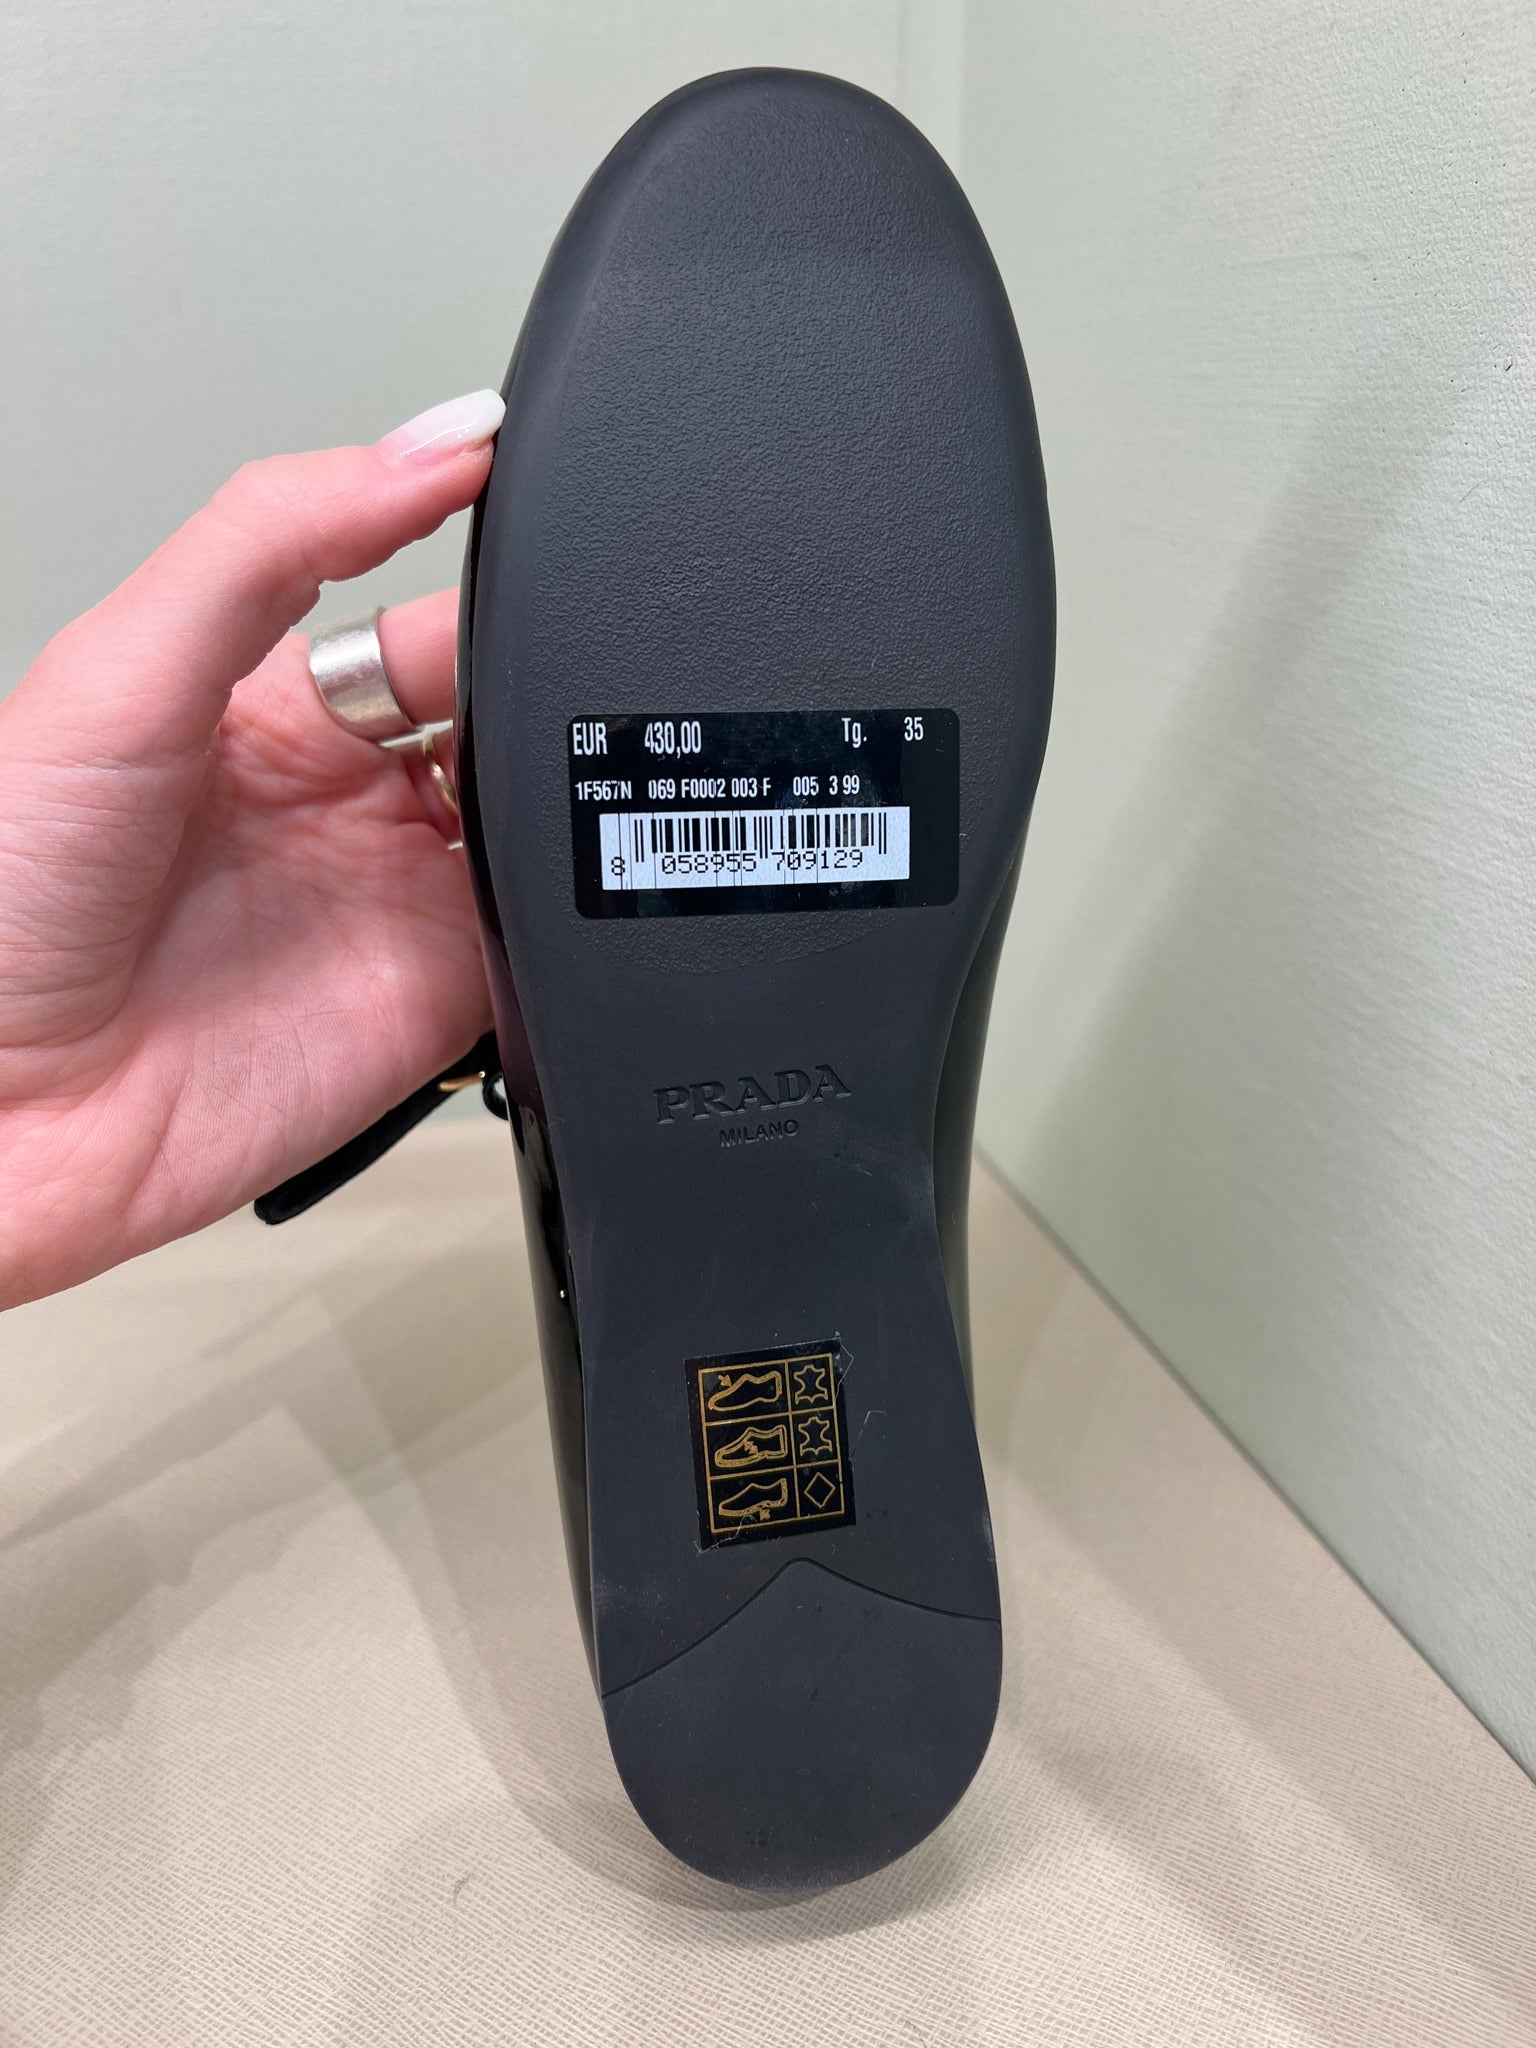 EUR 430,00 Tg. 35
1F567N 069 F0002 003 F 005 3 99
8 058955 709129
PRADA
MILANO